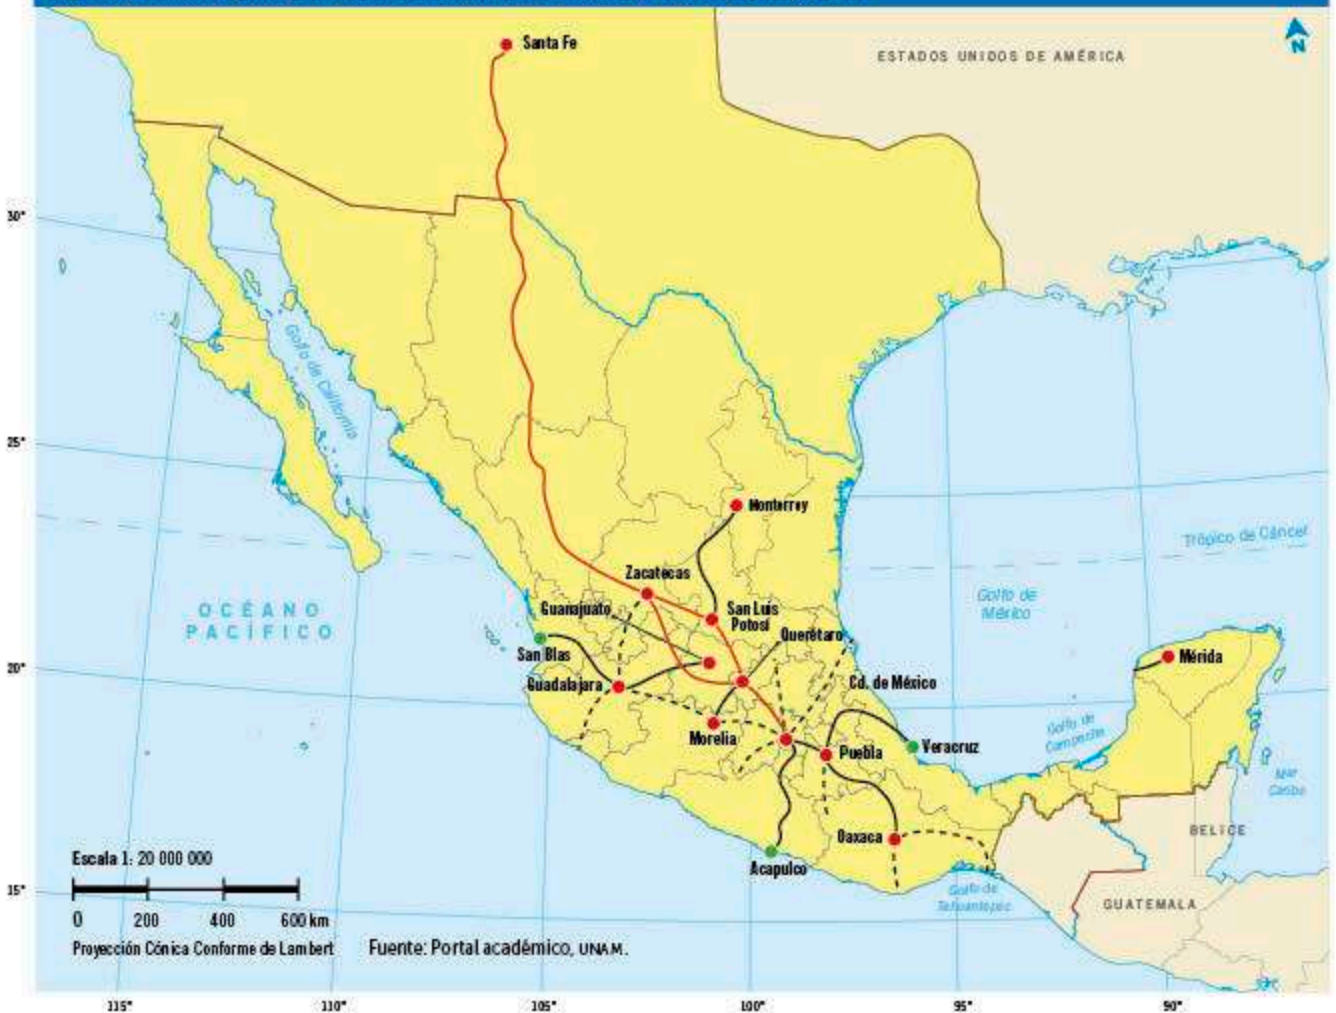 Santa Fe
ESTADOS UNIDOS DE AMÉRICA
N
30°
Golfo de California
25°
Monterrey
Trópico de Cáncer
Zacatecas
OCÉANO
PACÍFICO
Guanajuato
San Luis
Potosí
Golfo de
México
Querétaro
20°
San Blas
Mérida
Guadalajara
Cd. de México
Morelia
Puebla
Veracruz
Golfo de
Campeche
Mar
Caribe
Escala 1: 20 000 000
Oaxaca
BELICE
Acapulco
15°
Golfo de
Tehuantepec
GUATEMALA
0 200 400 600 km
Proyección Cónica Conforme de Lambert
Fuente: Portal académico, UNAM.
115° 110° 105° 100° 95° 90°